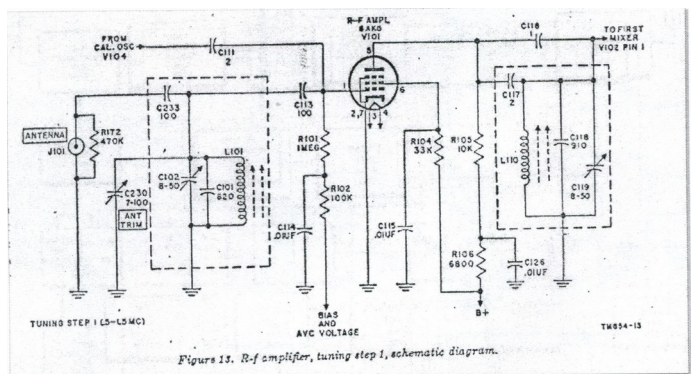 FROM
CAL. OSC
V104
C111
2
R-F AMPL
6AK6
V101
5
1
6
2,7
3
4
C116
1
TO FIRST
MIXER
V102 PIN 1
C233
100
C113
100
C117
2
ANTENNA
J101
R172
470K
C230
7-100
ANT
TRIM
C102
8-50
C101
820
L101
R101
1MEG
R102
100K
C114
.01UF
C115
.01UF
R104
33K
R105
10K
L110
C118
910
C119
8-50
R106
6800
C126
.01UF
B+
BIAS
AND
AVC VOLTAGE
TUNING STEP 1 (.5-1.5MC)
TM854-13
Figure 13. R-f amplifier, tuning step 1, schematic diagram.